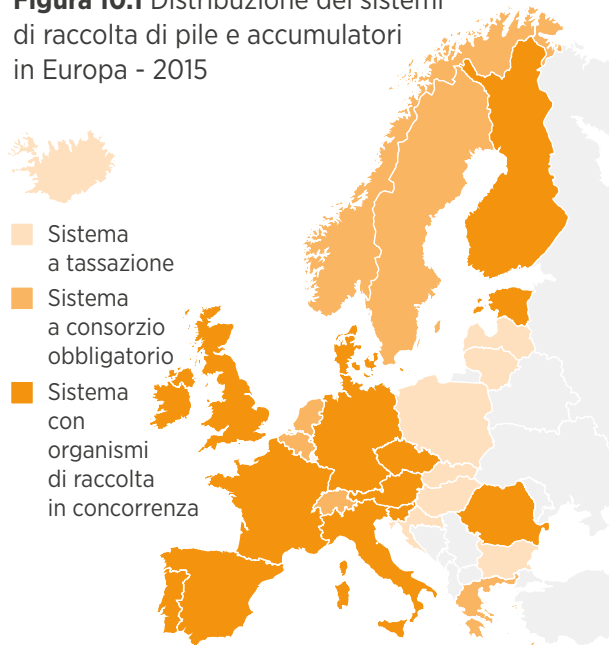 Figura 10.1 Distribuzione dei sistemi
di raccolta di pile e accumulatori
in Europa - 2015
Sistema
a tassazione
Sistema
a consorzio
obbligatorio
Sistema
con
organismi
di raccolta
in concorrenza